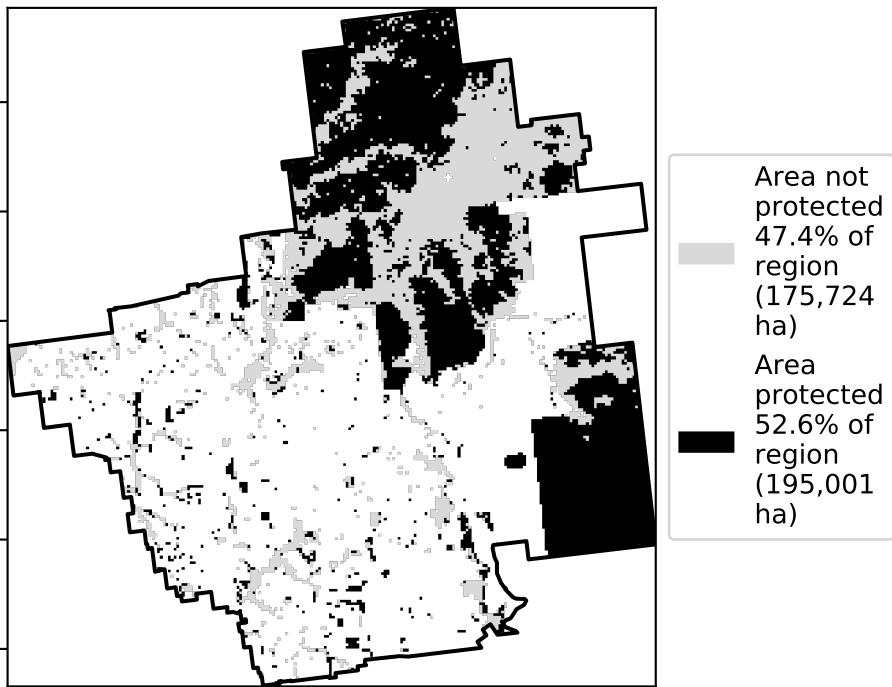 Area not
protected
47.4% of
region
(175,724
ha)
Area
protected
52.6% of
region
(195,001
ha)